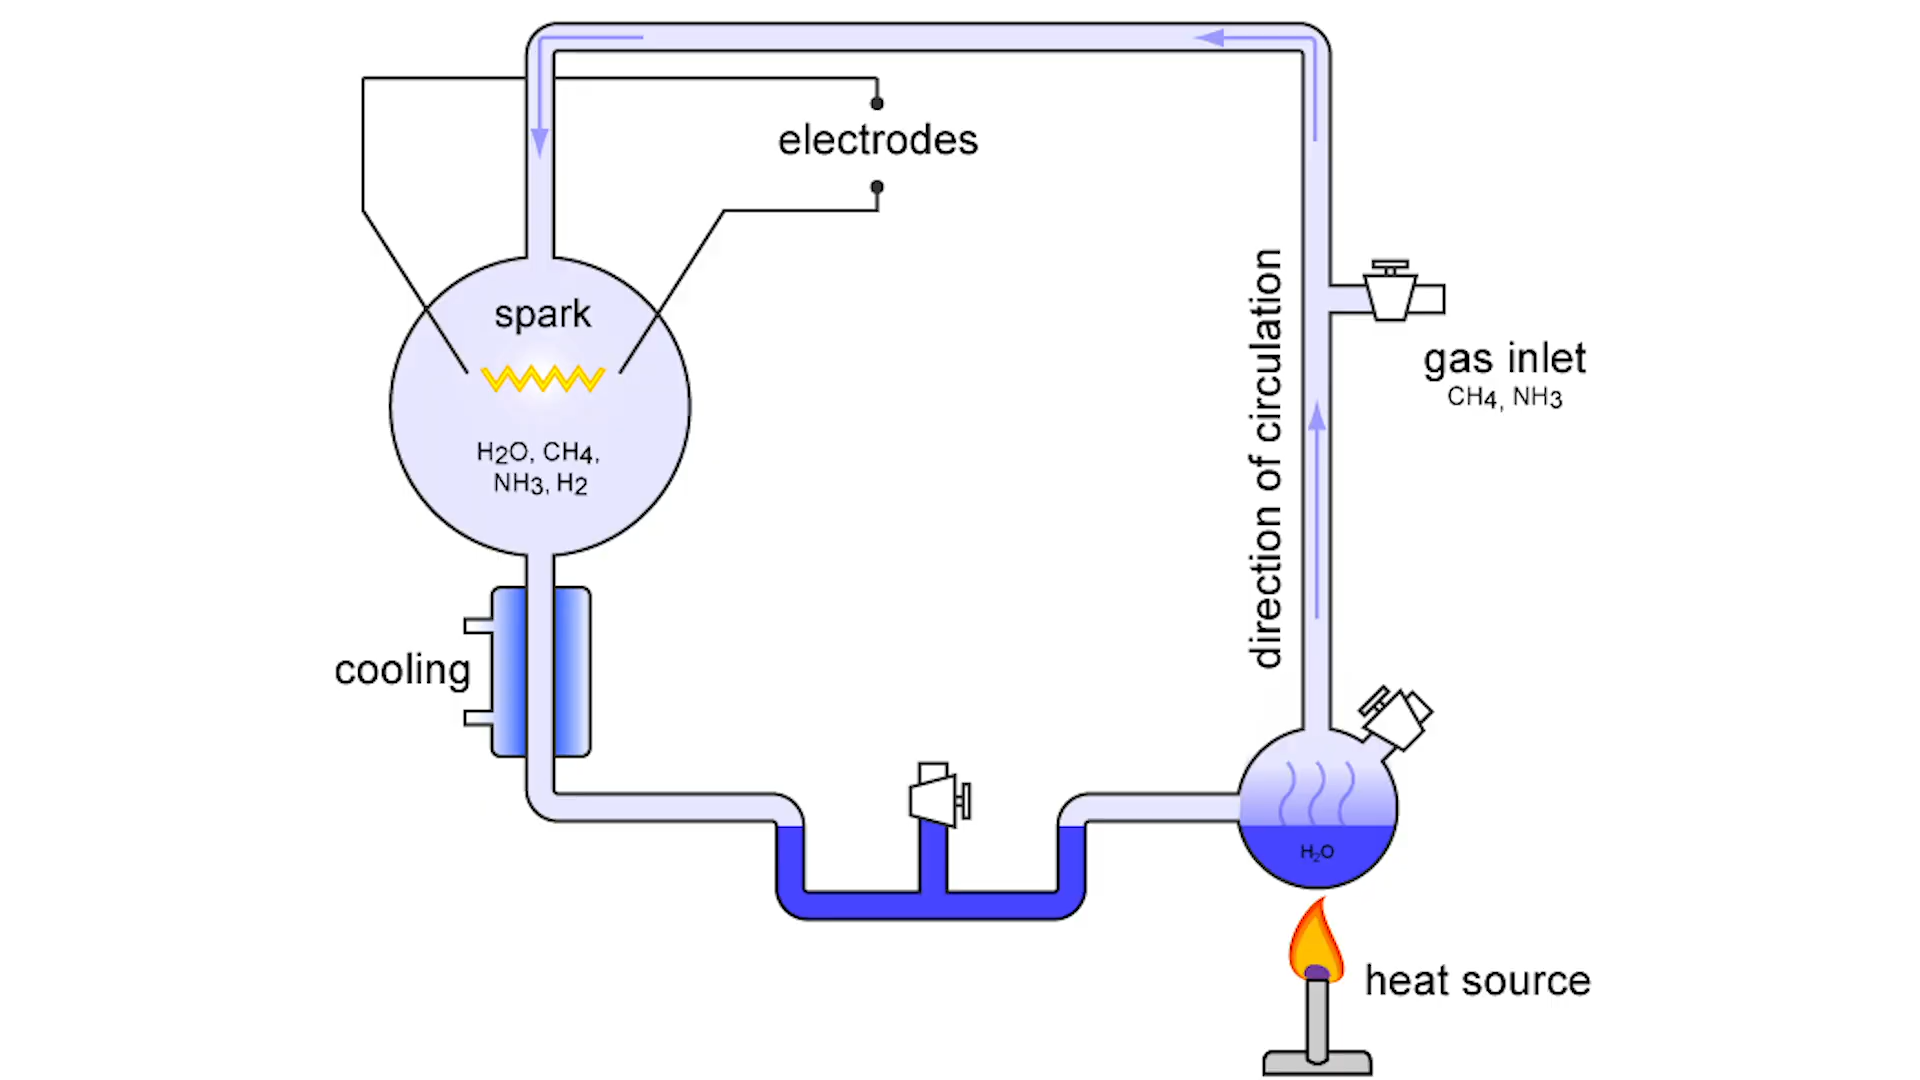 electrodes
spark
direction of circulation
gas inlet
CH4, NH3
H2O, CH4,
NH3, H2
cooling
H2O
heat source